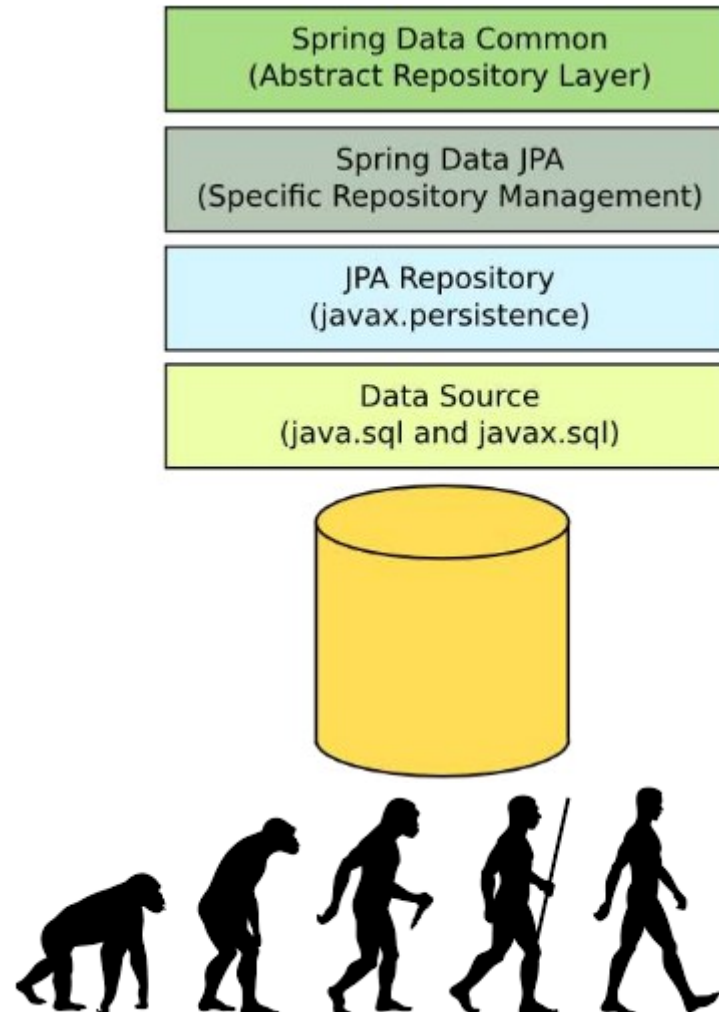 Spring Data Common
(Abstract Repository Layer)
Spring Data JPA
(Specific Repository Management)
JPA Repository
(javax.persistence)
Data Source
(java.sql and javax.sql)